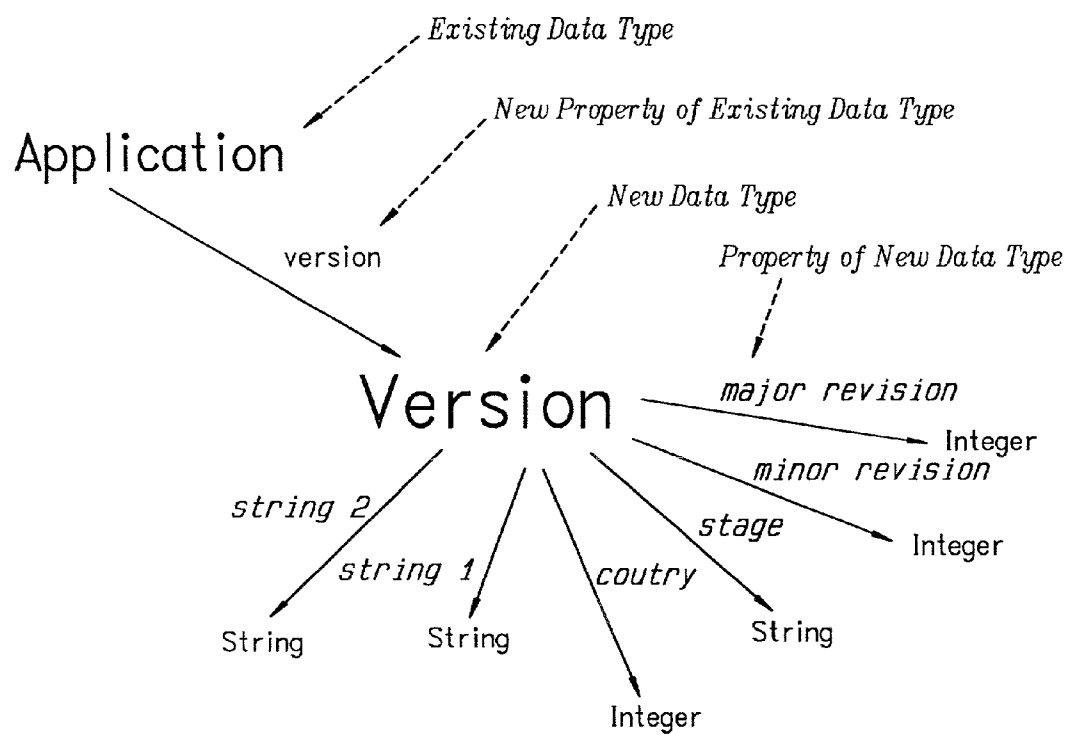 Existing Data Type
New Property of Existing Data Type
Application
New Data Type
version
Property of New Data Type
Version
major revision
Integer
minor revision
string 2
stage
Integer
string 1
coutry
String
String
String
Integer